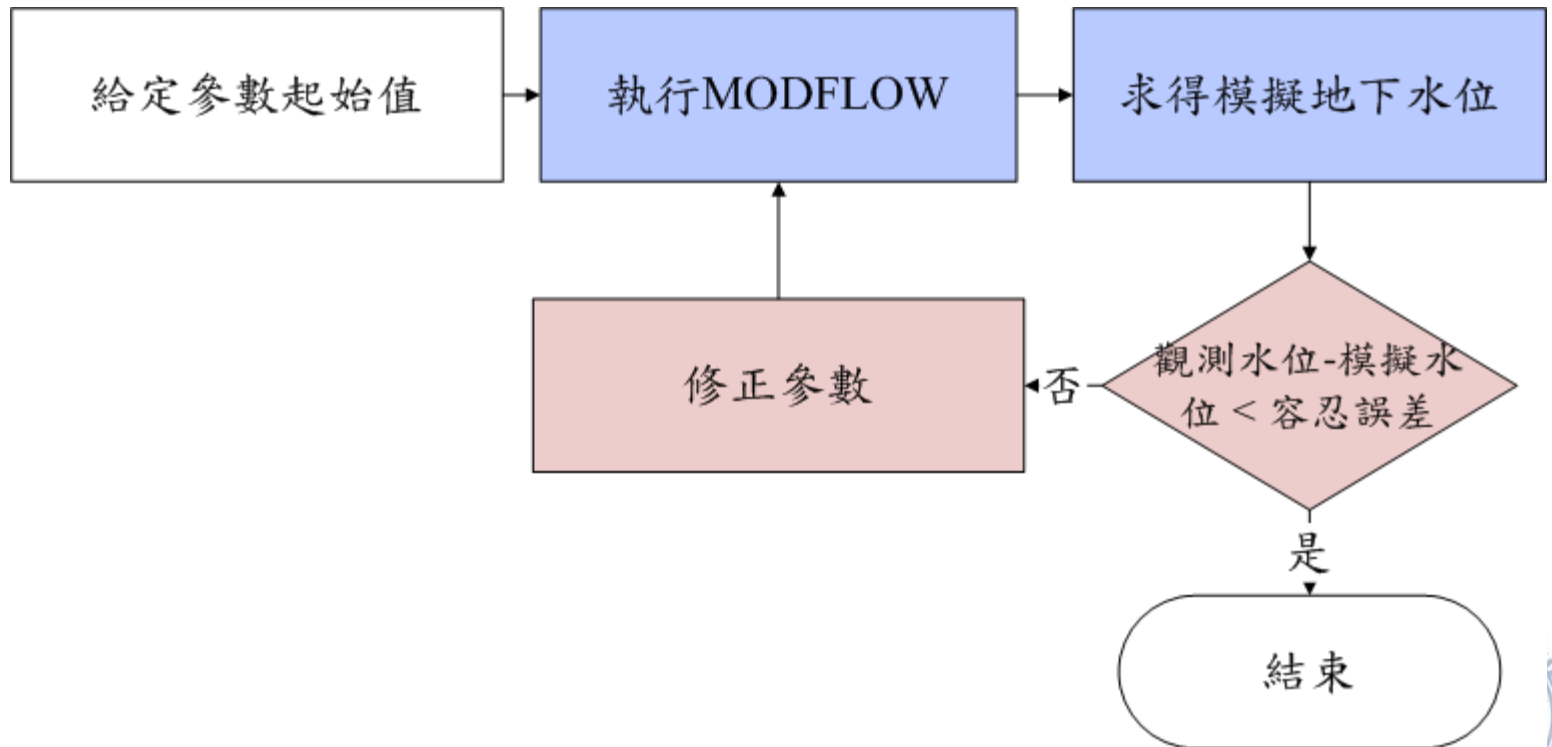 給定參數起始值
執行MODFLOW
求得模擬地下水位
修正參數
否
觀測水位-模擬水
位 < 容忍誤差
是
結束